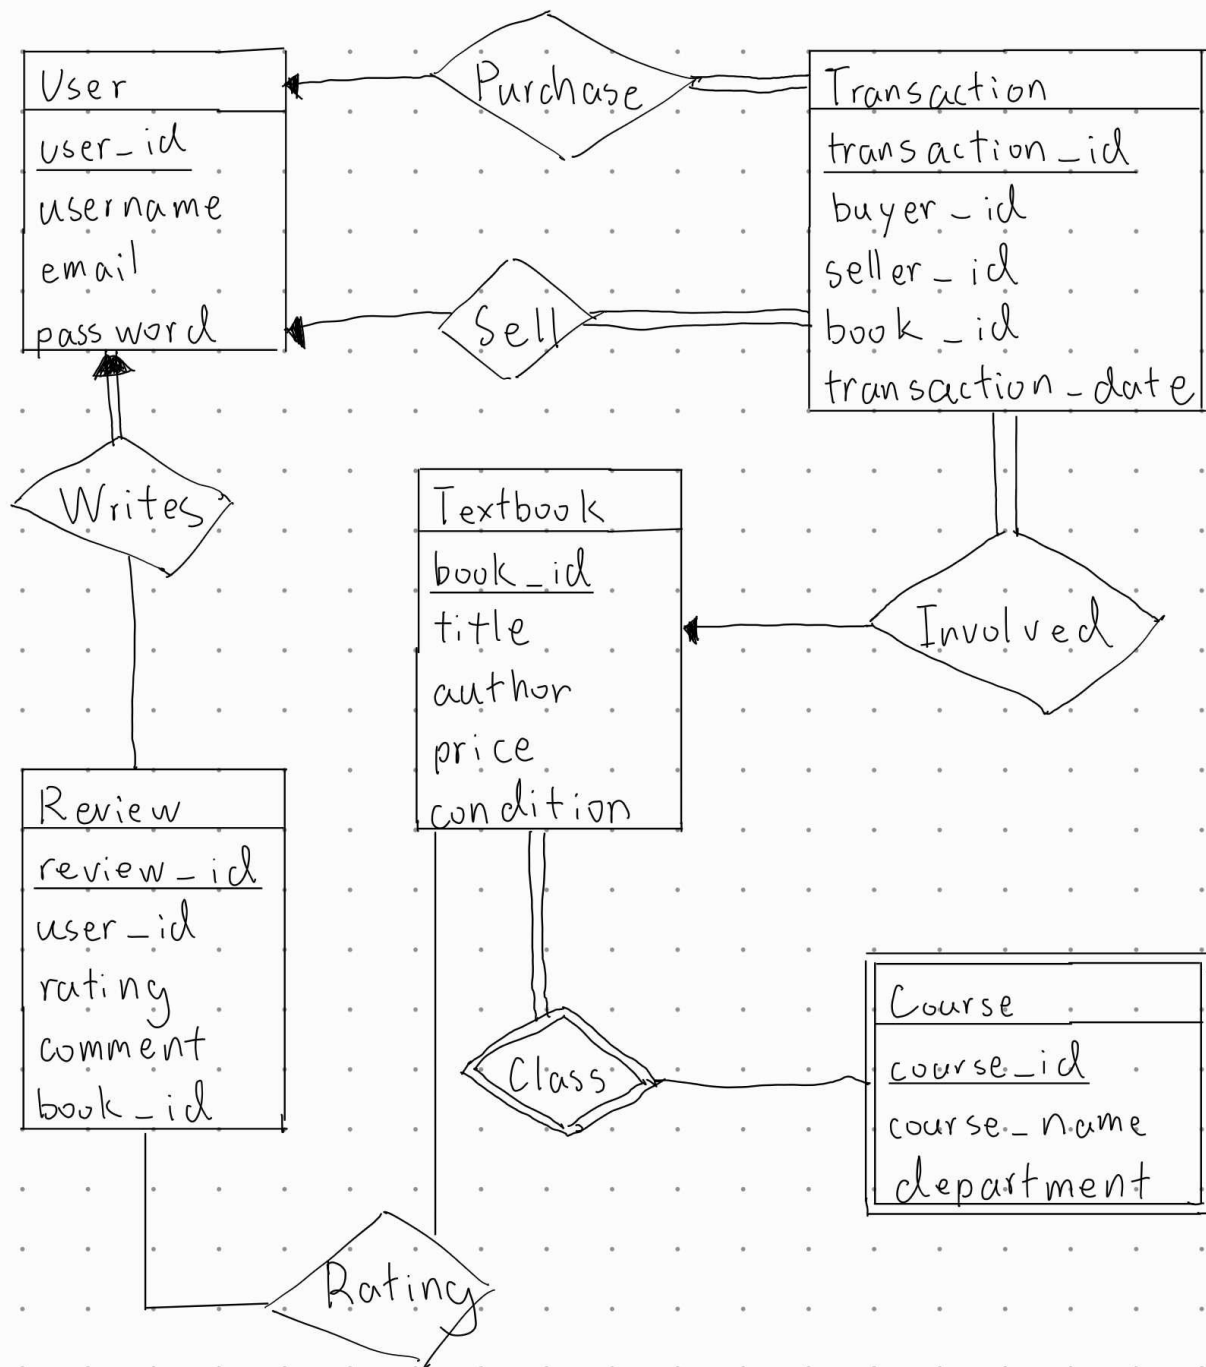 User
user_id
username
email
password
Purchase
Transaction
transaction_id
buyer_id
seller_id
book_id
transaction_date
Sell
Writes
Textbook
book_id
title
author
price
condition
Involved
Review
review_id
user_id
rating
comment
book_id
Class
Course
course_id
course_name
department
Rating